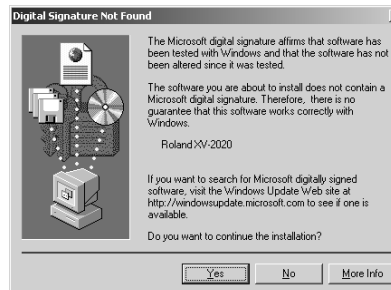 Digital Signature Not Found
The Microsoft digital signature affirms that software has
been tested with Windows and that the software has not
been altered since it was tested.
The software you are about to install does not contain a
Microsoft digital signature. Therefore, there is no
guarantee that this software works correctly with
Windows.
Roland XV-2020
If you want to search for Microsoft digitally signed
software, visit the Windows Update Web site at
http://windowsupdate.microsoft.com to see if one is
available.
Do you want to continue the installation?
Yes No More Info